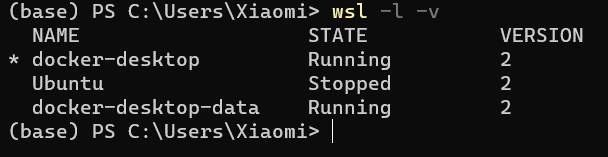 (base) PS C:\Users\Xiaomi> wsl -l -v
  NAME                   STATE           VERSION
* docker-desktop         Running         2
  Ubuntu                 Stopped         2
  docker-desktop-data    Running         2
(base) PS C:\Users\Xiaomi>